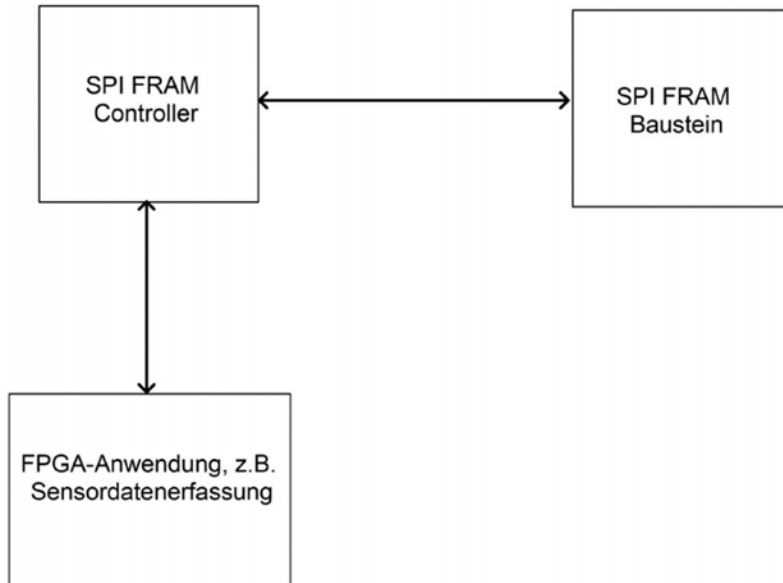 SPI FRAM
Controller
SPI FRAM
Baustein
FPGA-Anwendung, z.B.
Sensordatenerfassung